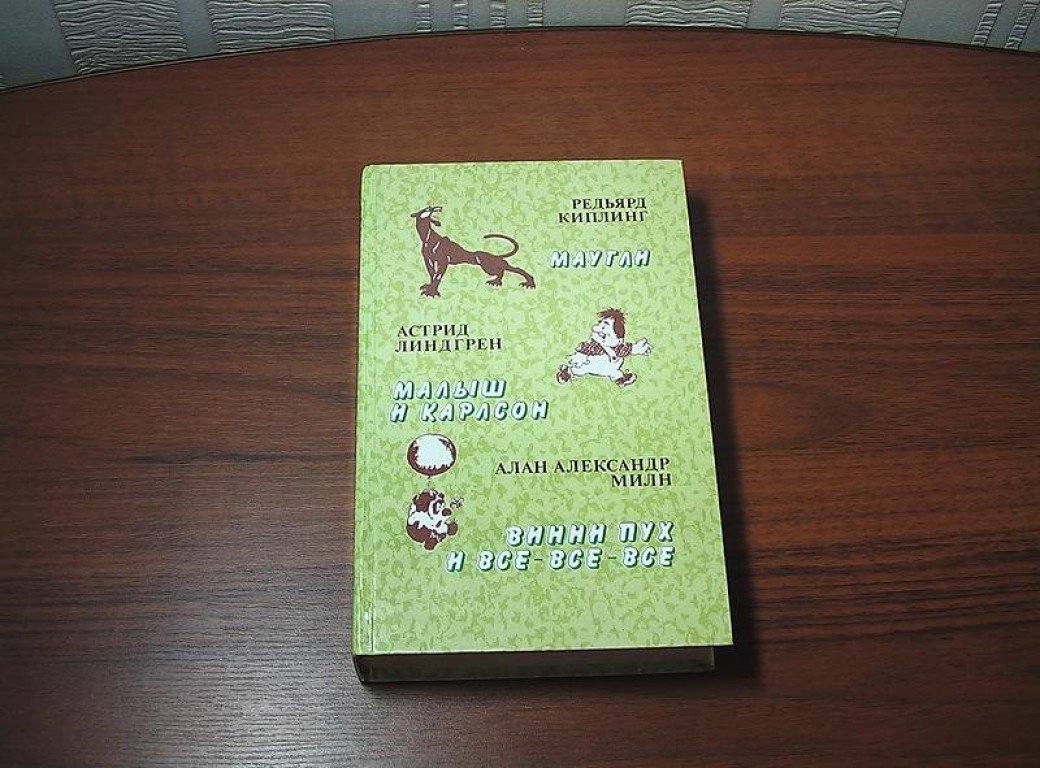 РЕДЬЯРД
КИПЛИНГ
МАУГЛИ
АСТРИД
ЛИНДГРЕН
МАЛЫШ
И КАРЛСОН
АЛАН АЛЕКСАНДР
МИЛН
ВИННИ ПУХ
И ВСЕ-ВСЕ-ВСЕ